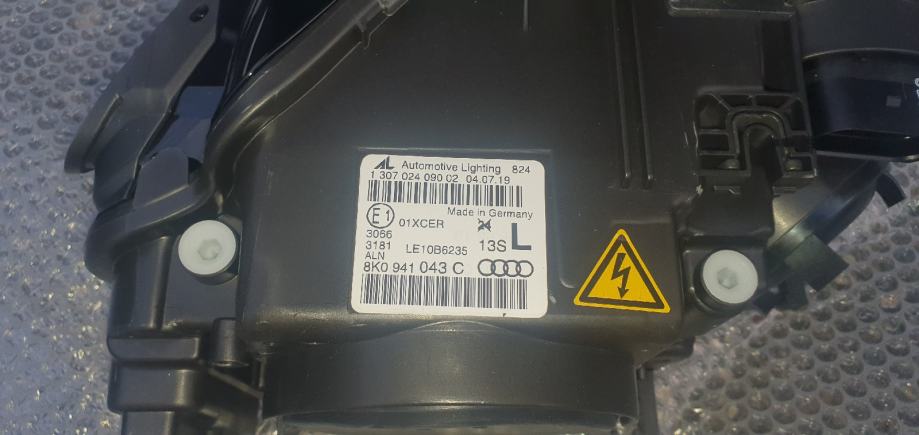 AL Automotive Lighting 824
1 307 024 090 02 04.07.19
Made in Germany
E1 01XCER
3066
3181 LE10B6235 13S L
ALN
8K0 941 043 C